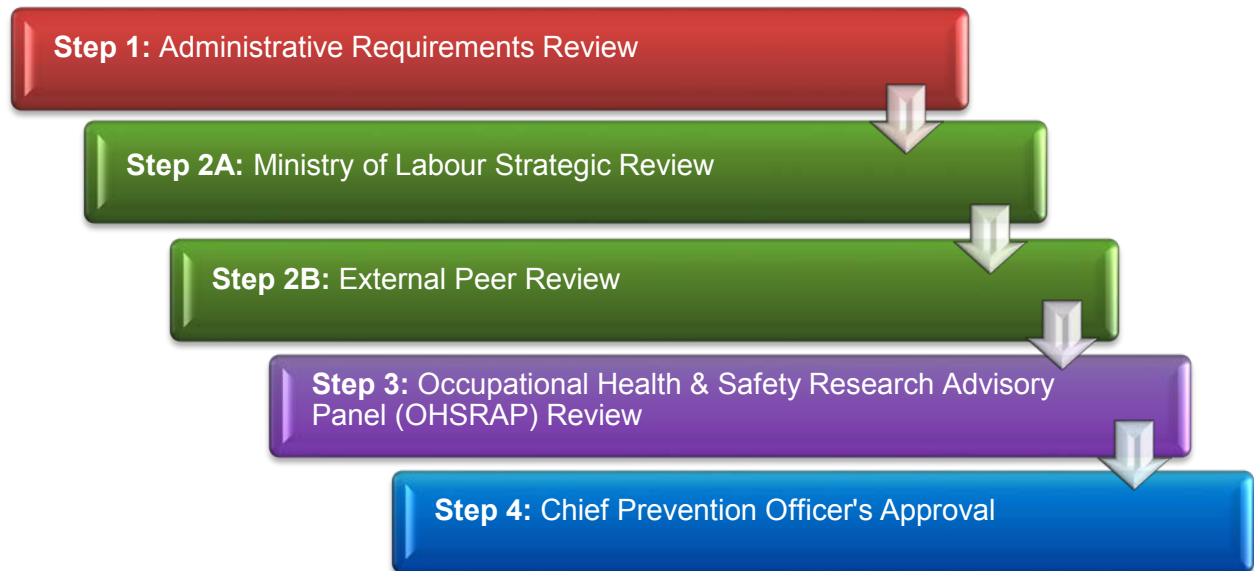 Step 1: Administrative Requirements Review
Step 2A: Ministry of Labour Strategic Review
Step 2B: External Peer Review
Step 3: Occupational Health & Safety Research Advisory
Panel (OHSRAP) Review
Step 4: Chief Prevention Officer's Approval